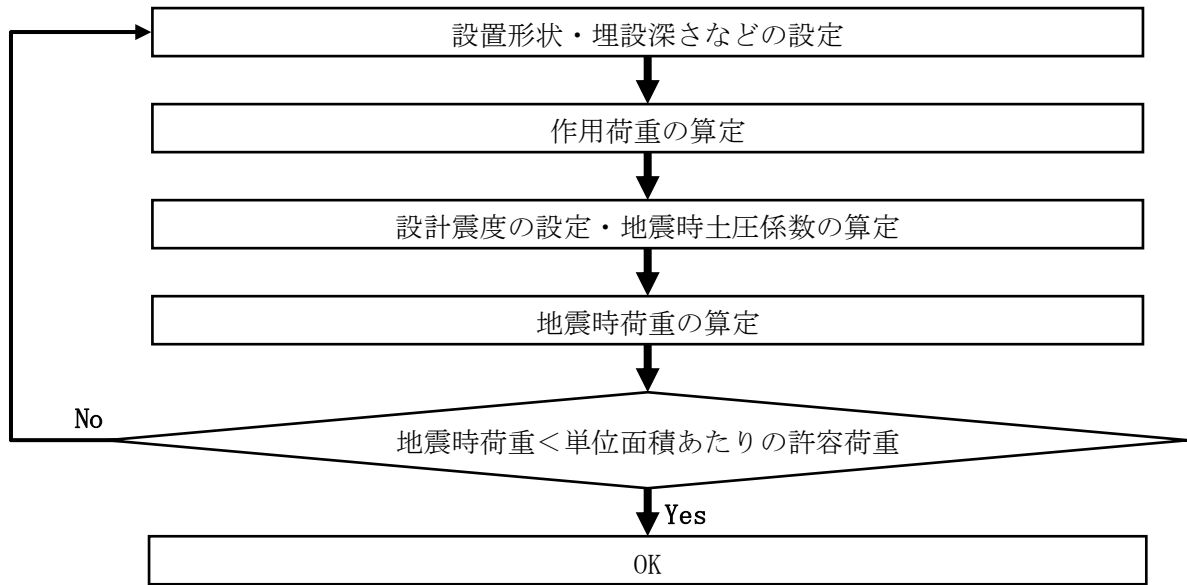 設置形状・埋設深さなどの設定
作用荷重の算定
設計震度の設定・地震時土圧係数の算定
地震時荷重の算定
No
地震時荷重＜単位面積あたりの許容荷重
Yes
OK